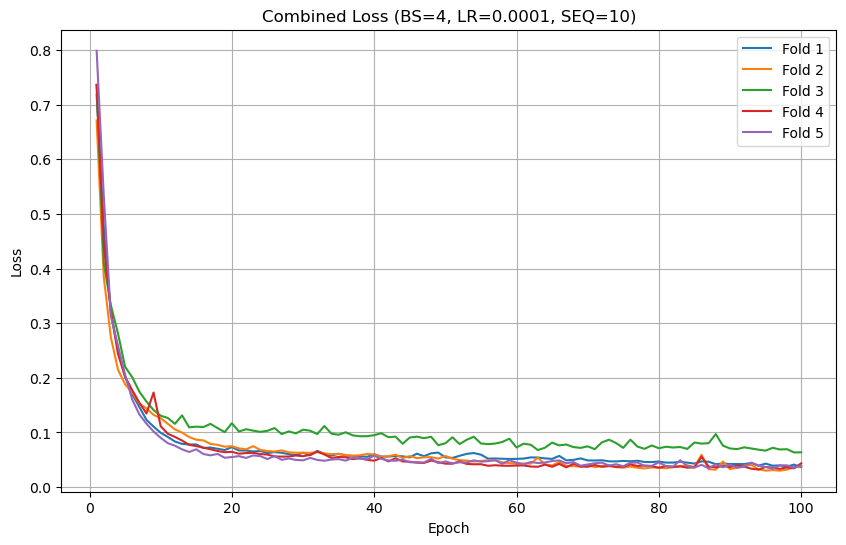 Combined Loss (BS=4, LR=0.0001, SEQ=10)
Fold 1
Fold 2
Fold 3
Fold 4
Fold 5
Loss
0.8
0.7
0.6
0.5
0.4
0.3
0.2
0.1
0.0
0 20 40 60 80 100
Epoch